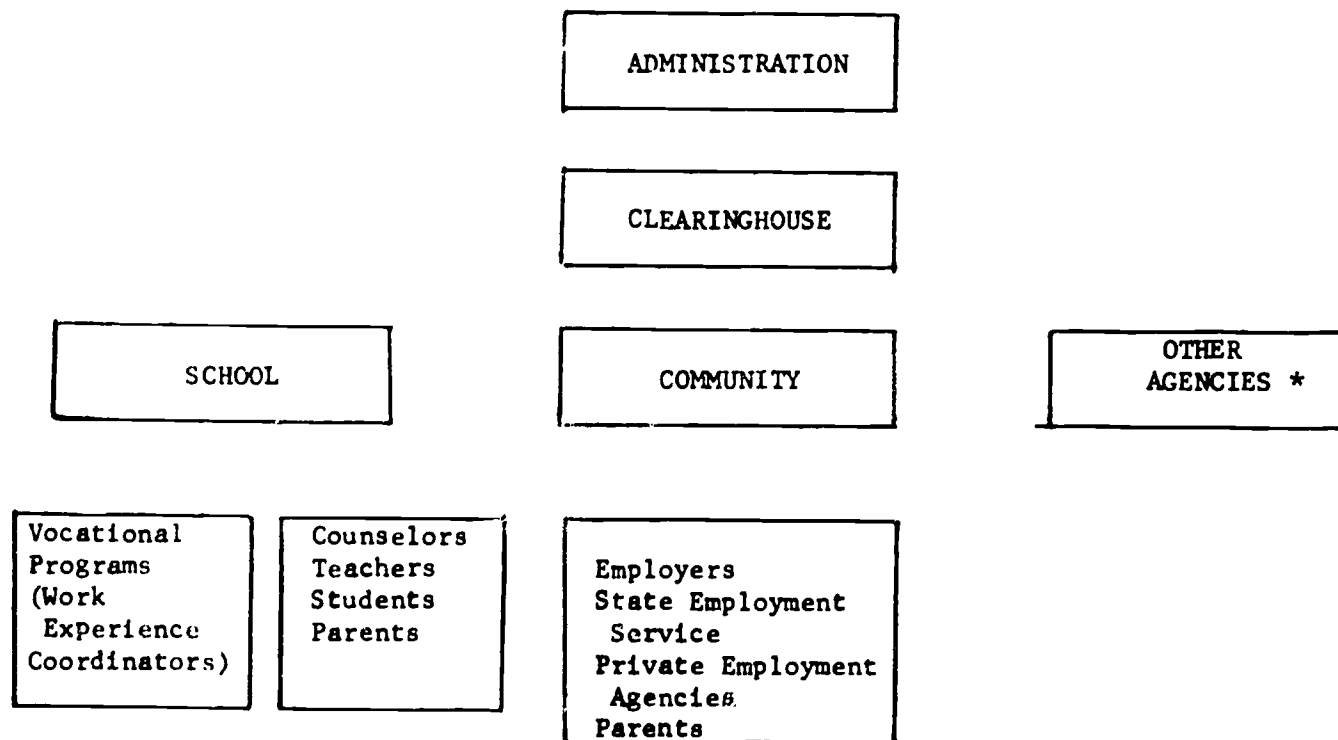 ADMINISTRATION
CLEARINGHOUSE
SCHOOL
COMMUNITY
OTHER
AGENCIES *
Vocational
Programs
(Work
Experience
Coordinators)
Counselors
Teachers
Students
Parents
Employers
State Employment
Service
Private Employment
Agencies
Parents